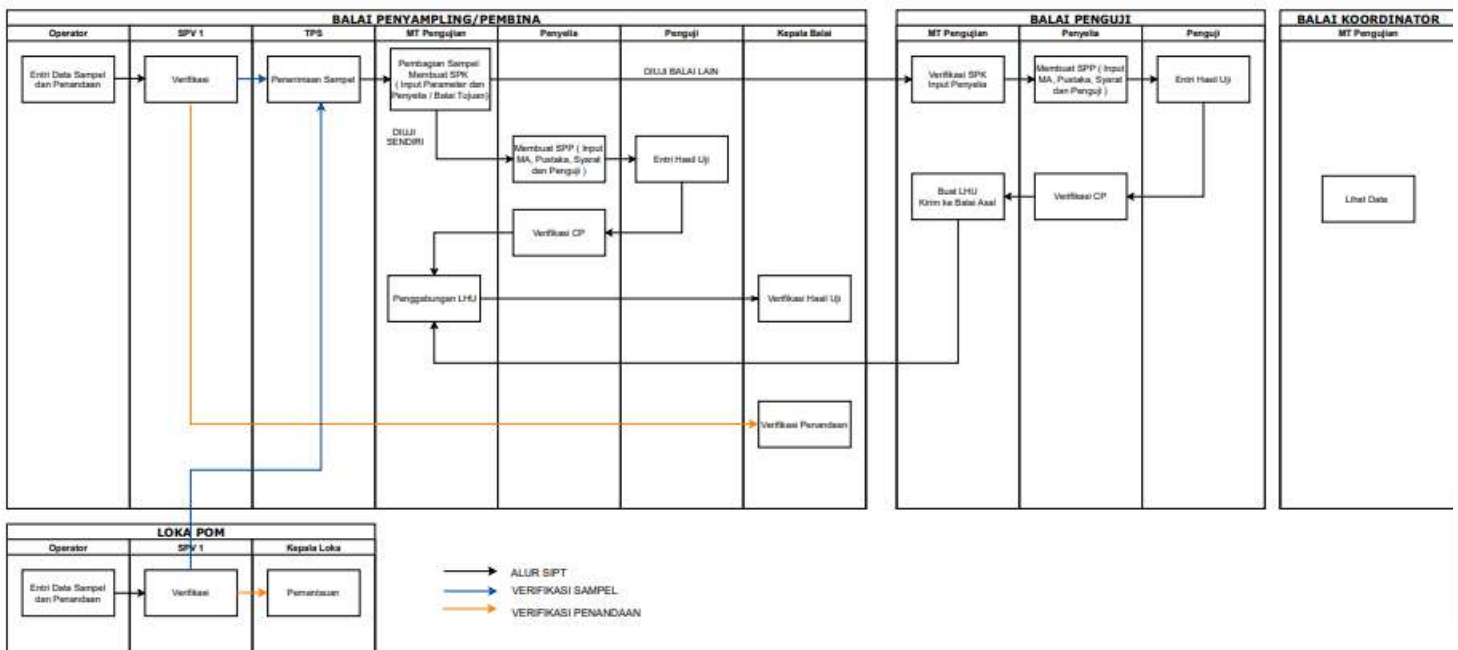 BALAI PENYAMPLING/PEMBINA
Operator
SPV 1
TPS
MT Pengujian
Penyelia
Penguji
Kepala Balai
Entri Data Sampel
dan Penandaan
Verifikasi
Penerimaan Sampel
Pembagian Sampel
Membuat SPK
( Input Parameter dan
Penyelia / Balai Tujuan)
DIUJI BALAI LAIN
DIUJI
SENDIRI
Membuat SPP ( Input
MA, Pustaka, Syarat
dan Penguji )
Entri Hasil Uji
Verifikasi CP
Penggabungan LHU
Verifikasi Hasil Uji
Verifikasi Penandaan
BALAI PENGUJI
MT Pengujian
Penyelia
Penguji
Verifikasi SPK
Input Penyelia
Membuat SPP ( Input
MA, Pustaka, Syarat
dan Penguji )
Entri Hasil Uji
Buat LHU
Kirim ke Balai Asal
Verifikasi CP
BALAI KOORDINATOR
MT Pengujian
Lihat Data
LOKA POM
Operator
SPV 1
Kepala Loka
Entri Data Sampel
dan Penandaan
Verifikasi
Pemantauan
ALUR SIPT
VERIFIKASI SAMPEL
VERIFIKASI PENANDAAN